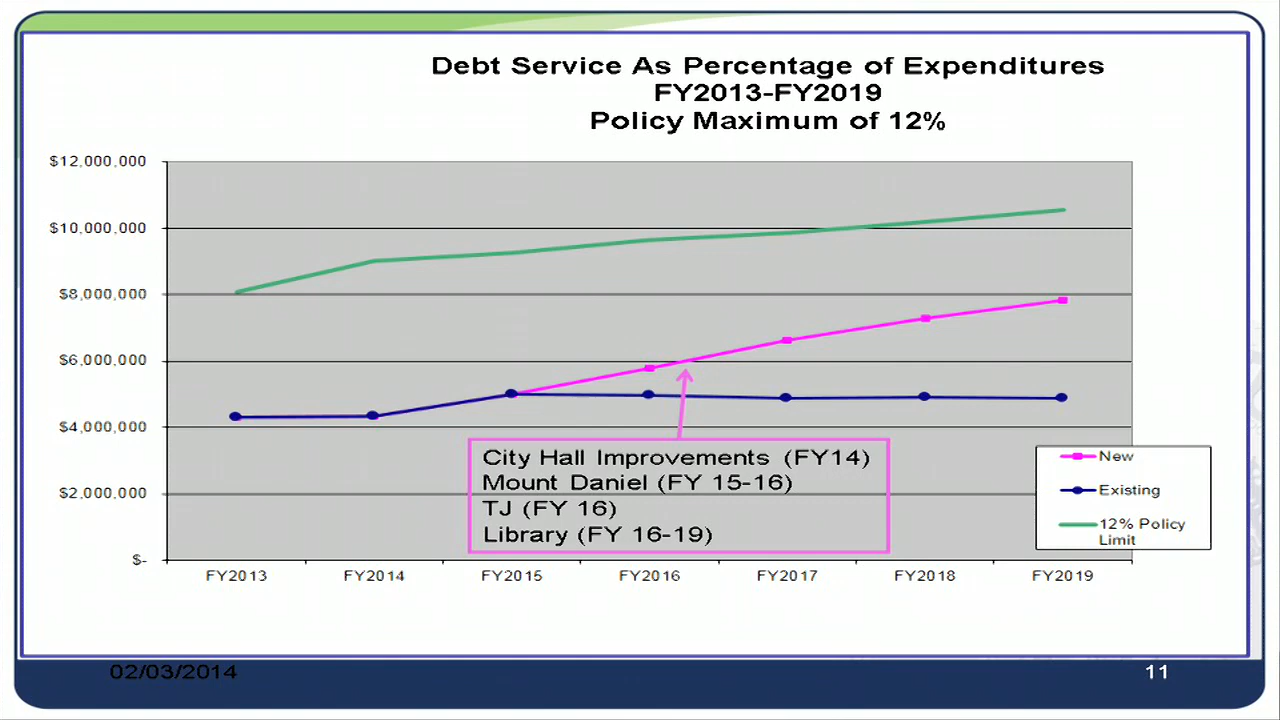 Debt Service As Percentage of Expenditures
FY2013-FY2019
Policy Maximum of 12%
$12,000,000
$10,000,000
$8,000,000
$6,000,000
$4,000,000
$2,000,000
$-
City Hall Improvements (FY14)
Mount Daniel (FY 15-16)
TJ (FY 16)
Library (FY 16-19)
New
Existing
12% Policy
Limit
FY2013 FY2014 FY2015 FY2016 FY2017 FY2018 FY2019
02/03/2014 11